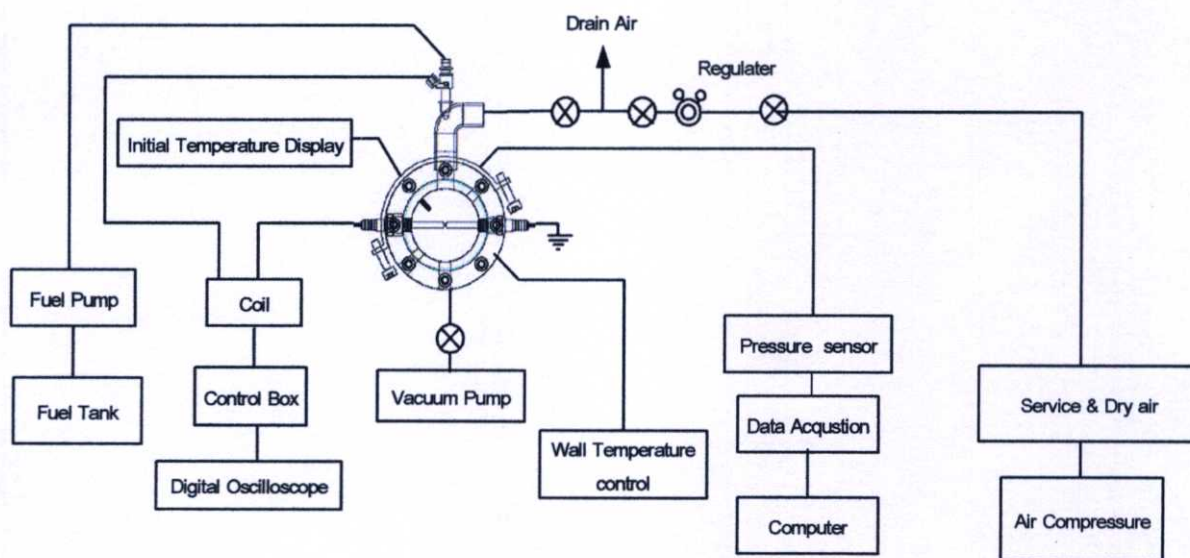 Drain Air
Regulater
Initial Temperature Display
Fuel Pump
Coil
Pressure sensor
Fuel Tank
Control Box
Vacuum Pump
Service & Dry air
Data Acqustion
Wall Temperature
control
Digital Oscilloscope
Computer
Air Compressure